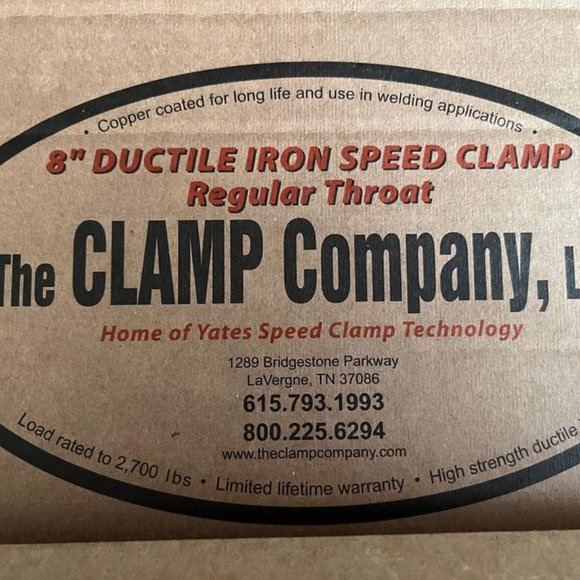 • Copper coated for long life and use in welding applications •
8" DUCTILE IRON SPEED CLAMP
Regular Throat
The CLAMP Company, L
Home of Yates Speed Clamp Technology
1289 Bridgestone Parkway
LaVergne, TN 37086
615.793.1993
800.225.6294
www.theclampcompany.com
Load rated to 2,700 lbs • Limited lifetime warranty • High strength ductile